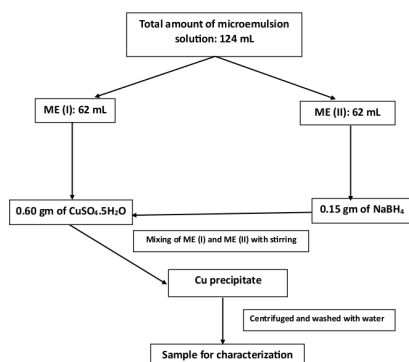 Total amount of microemulsion
solution: 124 mL
ME (I): 62 mL
ME (II): 62 mL
0.60 gm of CuSO₄.5H₂O
0.15 gm of NaBH₄
Mixing of ME (I) and ME (II) with stirring
Cu precipitate
Centrifuged and washed with water
Sample for characterization